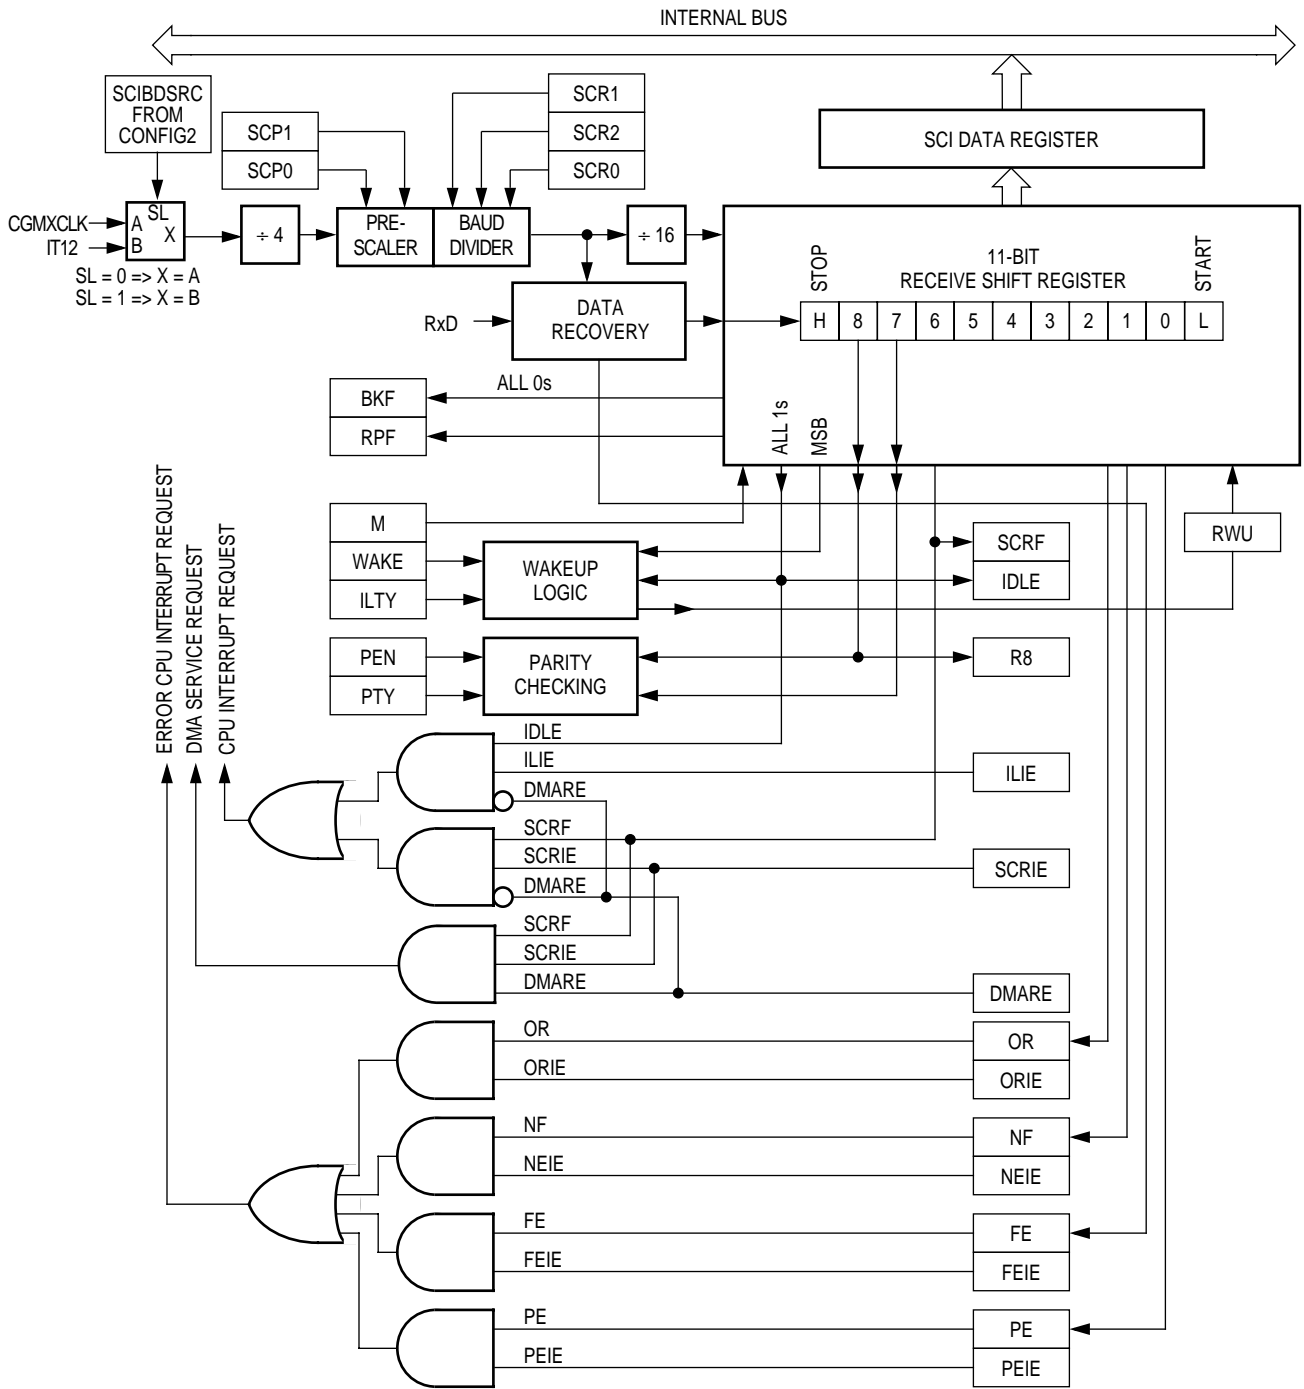 INTERNAL BUS
SCIBDSRC
FROM
CONFIG2
SCP1
SCP0
SCR1
SCR2
SCR0
SCI DATA REGISTER
CGMXCLK
IT12
A
B
SL
X
SL = 0 => X = A
SL = 1 => X = B
÷ 4
PRE-
SCALER
BAUD
DIVIDER
÷ 16
RxD
DATA
RECOVERY
STOP
11-BIT
RECEIVE SHIFT REGISTER
START
H 8 7 6 5 4 3 2 1 0 L
ALL 0s
BKF
RPF
ALL 1s
MSB
M
WAKE
ILTY
WAKEUP
LOGIC
SCRF
IDLE
RWU
PEN
PTY
PARITY
CHECKING
R8
ERROR CPU INTERRUPT REQUEST
DMA SERVICE REQUEST
CPU INTERRUPT REQUEST
IDLE
ILIE
ILIE
DMARE
SCRF
SCRIE
SCRIE
DMARE
SCRF
SCRIE
DMARE
DMARE
OR
OR
ORIE
ORIE
NF
NF
NEIE
NEIE
FE
FE
FEIE
FEIE
PE
PE
PEIE
PEIE